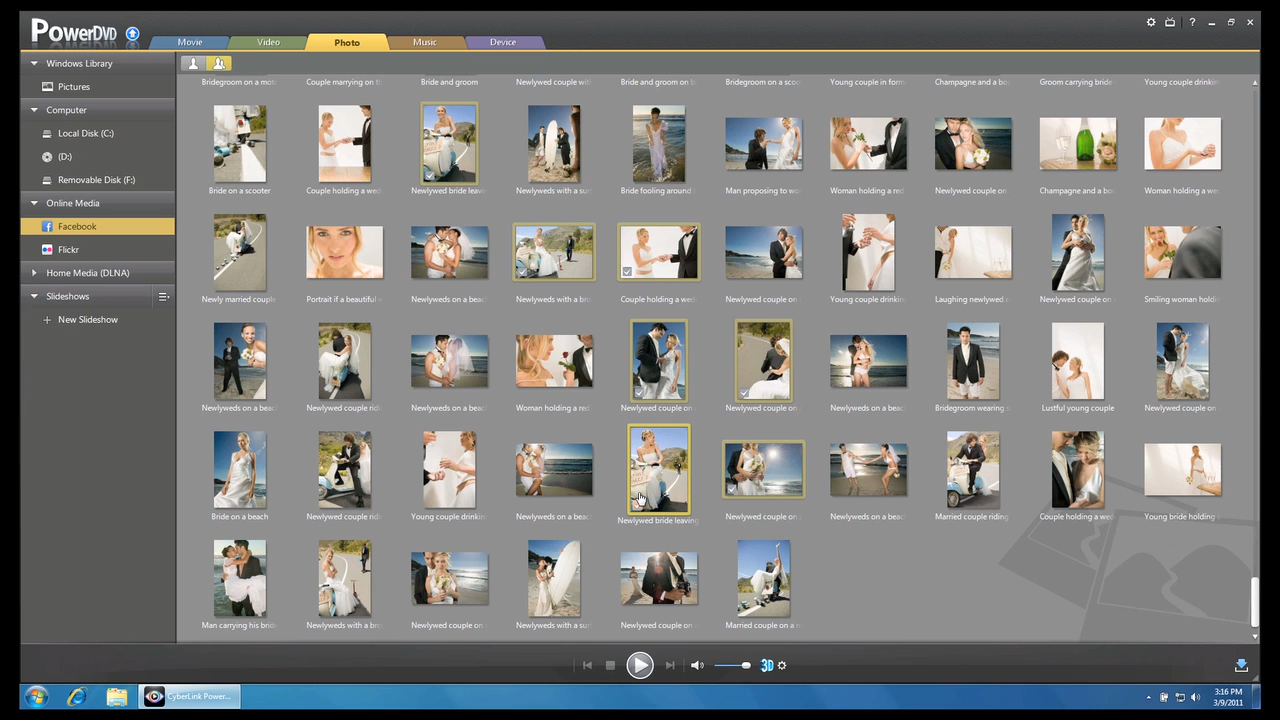 PowerDVD
Movie
Video
Photo
Music
Device
?
Windows Library
Pictures
Computer
Local Disk (C:)
(D:)
Removable Disk (F:)
Online Media
Facebook
Flickr
Home Media (DLNA)
Slideshows
New Slideshow
Bridegroom on a mot
Couple marrying on t
Bride and groom
Newlywed couple wit
Bride and groom on b
Bridegroom on a scoo
Young couple in form
Champagne and a bo
Groom carrying bride
Young couple drinkin
Bride on a scooter
Couple holding a wed
Newlywed bride leav
Newlyweds with a su
Bride fooling around
Man proposing to wo
Woman holding a red
Newlywed couple on
Champagne and a bo
Woman holding a we
Newly married couple
Portrait if a beautiful
Newlyweds on a beac
Newlyweds with a bro
Couple holding a wed
Newlywed couple on
Young couple drinkin
Laughing newlywed c
Newlywed couple on
Smiling woman holdi
Newlyweds on a beac
Newlywed couple ridi
Newlyweds on a beac
Woman holding a red
Newlywed couple on
Newlywed couple on
Newlyweds on a beac
Bridegroom wearing s
Lustful young couple
Newlywed couple on
Bride on a beach
Newlywed couple ridi
Young couple drinkin
Newlyweds on a beac
Newlywed bride leaving
Newlywed couple on
Newlyweds on a beac
Married couple riding
Couple holding a wed
Young bride holding
Man carrying his brid
Newlyweds with a bro
Newlywed couple on
Newlyweds with a sur
Newlywed couple on
Married couple on a m
3D
CyberLink Power...
3:16 PM
3/9/2011